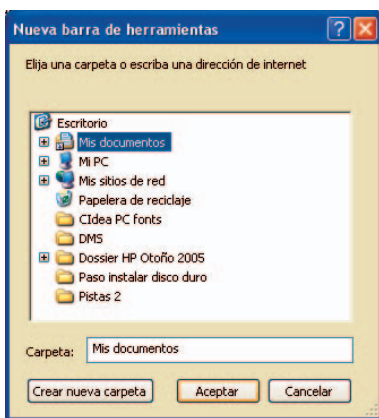 Nueva barra de herramientas
Elija una carpeta o escriba una dirección de internet
Escritorio
Mis documentos
Mi PC
Mis sitios de red
Papelera de reciclaje
CIdea PC fonts
DMS
Dossier HP Otoño 2005
Paso instalar disco duro
Pistas 2
Carpeta: Mis documentos
Crear nueva carpeta Aceptar Cancelar